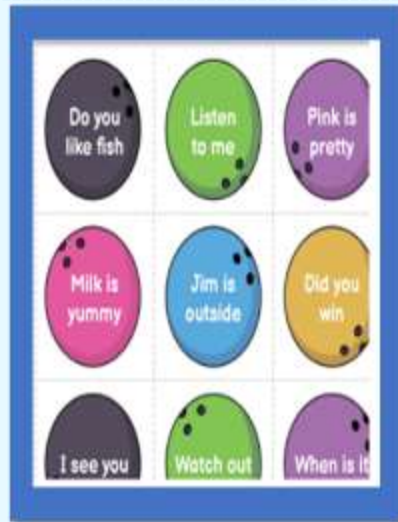 Do you
like fish
Listen
to me
Pink is
pretty
Milk is
yummy
Jim is
outside
Did you
win
I see you
Watch out
When is it